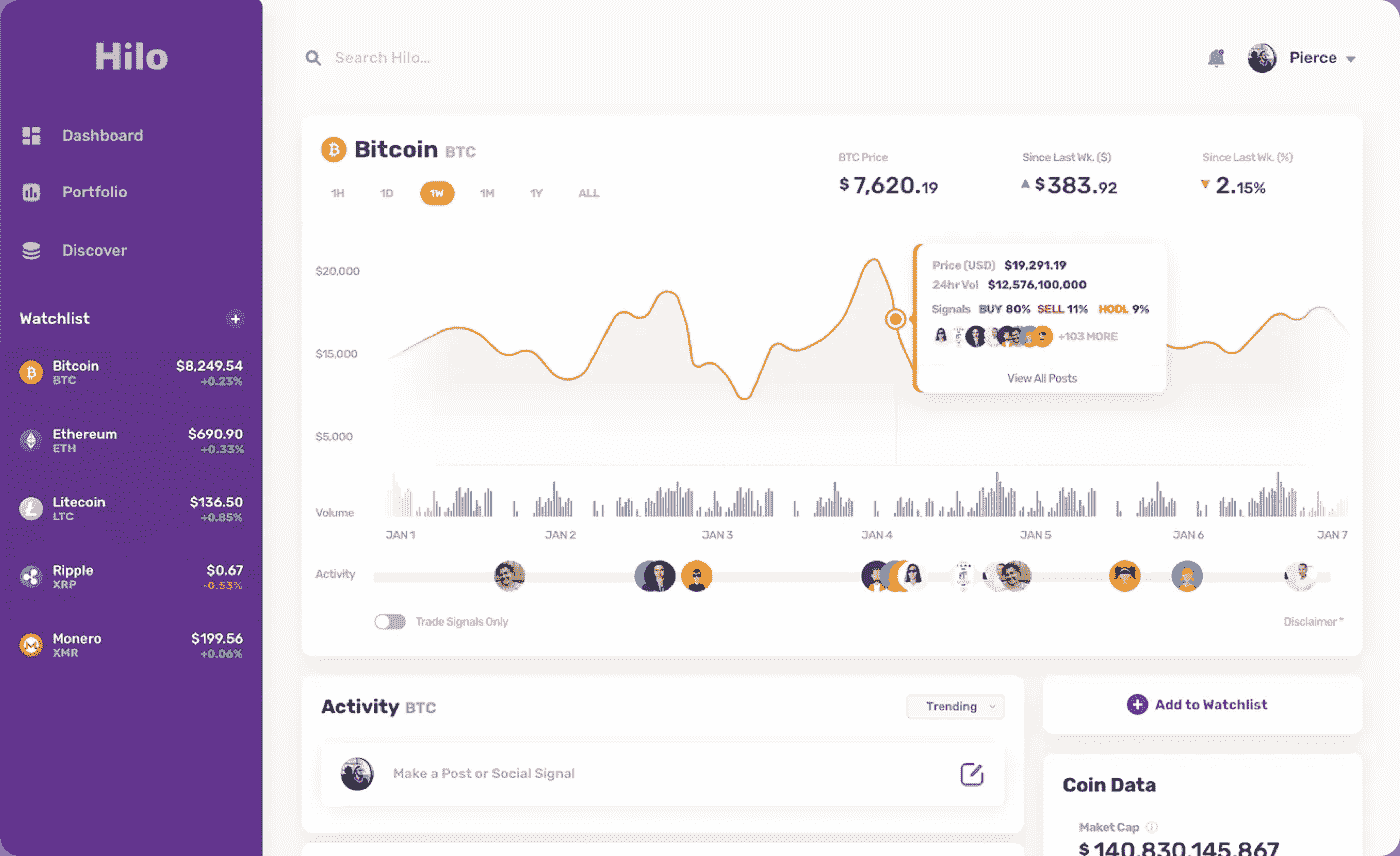 Hilo
Dashboard
Portfolio
Discover
Watchlist
Bitcoin $8,249.54
BTC +0.23%
Ethereum $690.90
ETH +0.33%
Litecoin $136.50
LTC +0.85%
Ripple $0.67
XRP -0.53%
Monero $199.56
XMR +0.06%
Search Hilo...
Pierce
Bitcoin BTC
1H 1D 1W 1M 1Y ALL
BTC Price
$7,620.19
Since Last Wk. ($)
$383.92
Since Last Wk. (%)
2.15%
$20,000
$15,000
$5,000
Price (USD) $19,291.19
24hr Vol $12,576,100,000
Signals BUY 80% SELL 11% HODL 9%
+103 MORE
View All Posts
Volume
JAN 1 JAN 2 JAN 3 JAN 4 JAN 5 JAN 6 JAN 7
Activity
Trade Signals Only
Disclaimer*
Activity BTC
Trending
Make a Post or Social Signal
Add to Watchlist
Coin Data
Maket Cap
$140,830,145,867